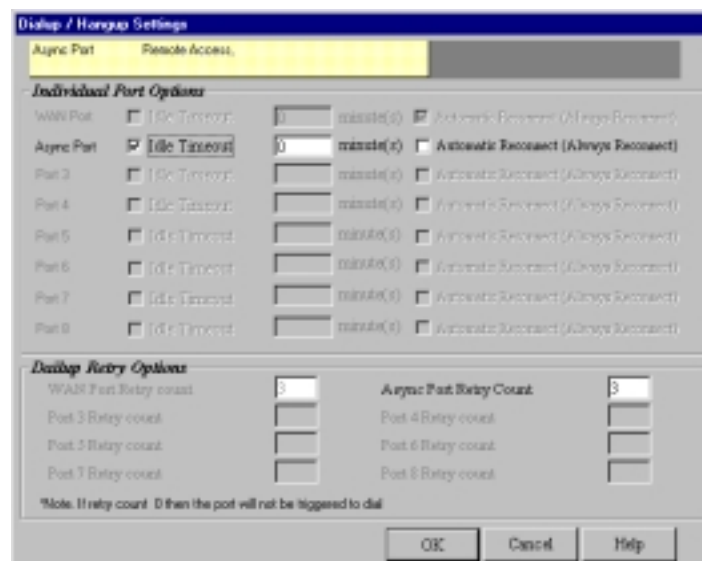 Dialup / Hangup Settings
Async Port Remote Access,
Individual Port Options
WAN Port Idle Timeout 0 minute(s) Automatic Reconnect (Always Reconnect)
Async Port Idle Timeout 0 minute(s) Automatic Reconnect (Always Reconnect)
Port 3 Idle Timeout minute(s) Automatic Reconnect (Always Reconnect)
Port 4 Idle Timeout minute(s) Automatic Reconnect (Always Reconnect)
Port 5 Idle Timeout minute(s) Automatic Reconnect (Always Reconnect)
Port 6 Idle Timeout minute(s) Automatic Reconnect (Always Reconnect)
Port 7 Idle Timeout minute(s) Automatic Reconnect (Always Reconnect)
Port 8 Idle Timeout minute(s) Automatic Reconnect (Always Reconnect)
Dailup Retry Options
WAN Port Retry count 3 Async Port Retry Count 3
Port 3 Retry count Port 4 Retry count
Port 5 Retry count Port 6 Retry count
Port 7 Retry count Port 8 Retry count
*Note. If retry count 0 then the port will not be triggered to dial
OK Cancel Help